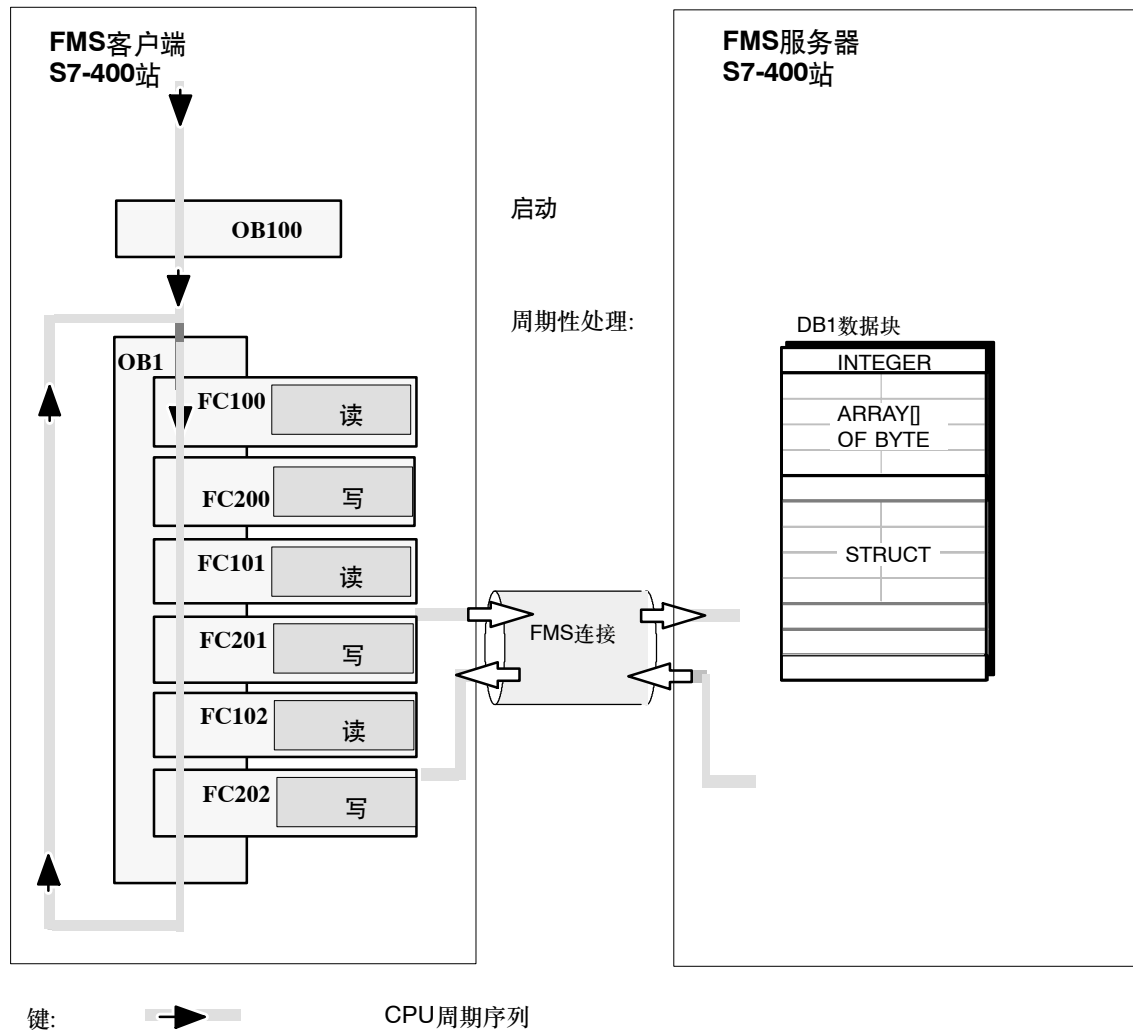 FMS客户端
S7-400站
FMS服务器
S7-400站
启动
OB100
周期性处理:
DB1数据块
OB1
INTEGER
FC100
读
ARRAY[]
OF BYTE
FC200
写
FC101
读
STRUCT
FC201
写
FMS连接
FC102
读
FC202
写
键:
CPU周期序列